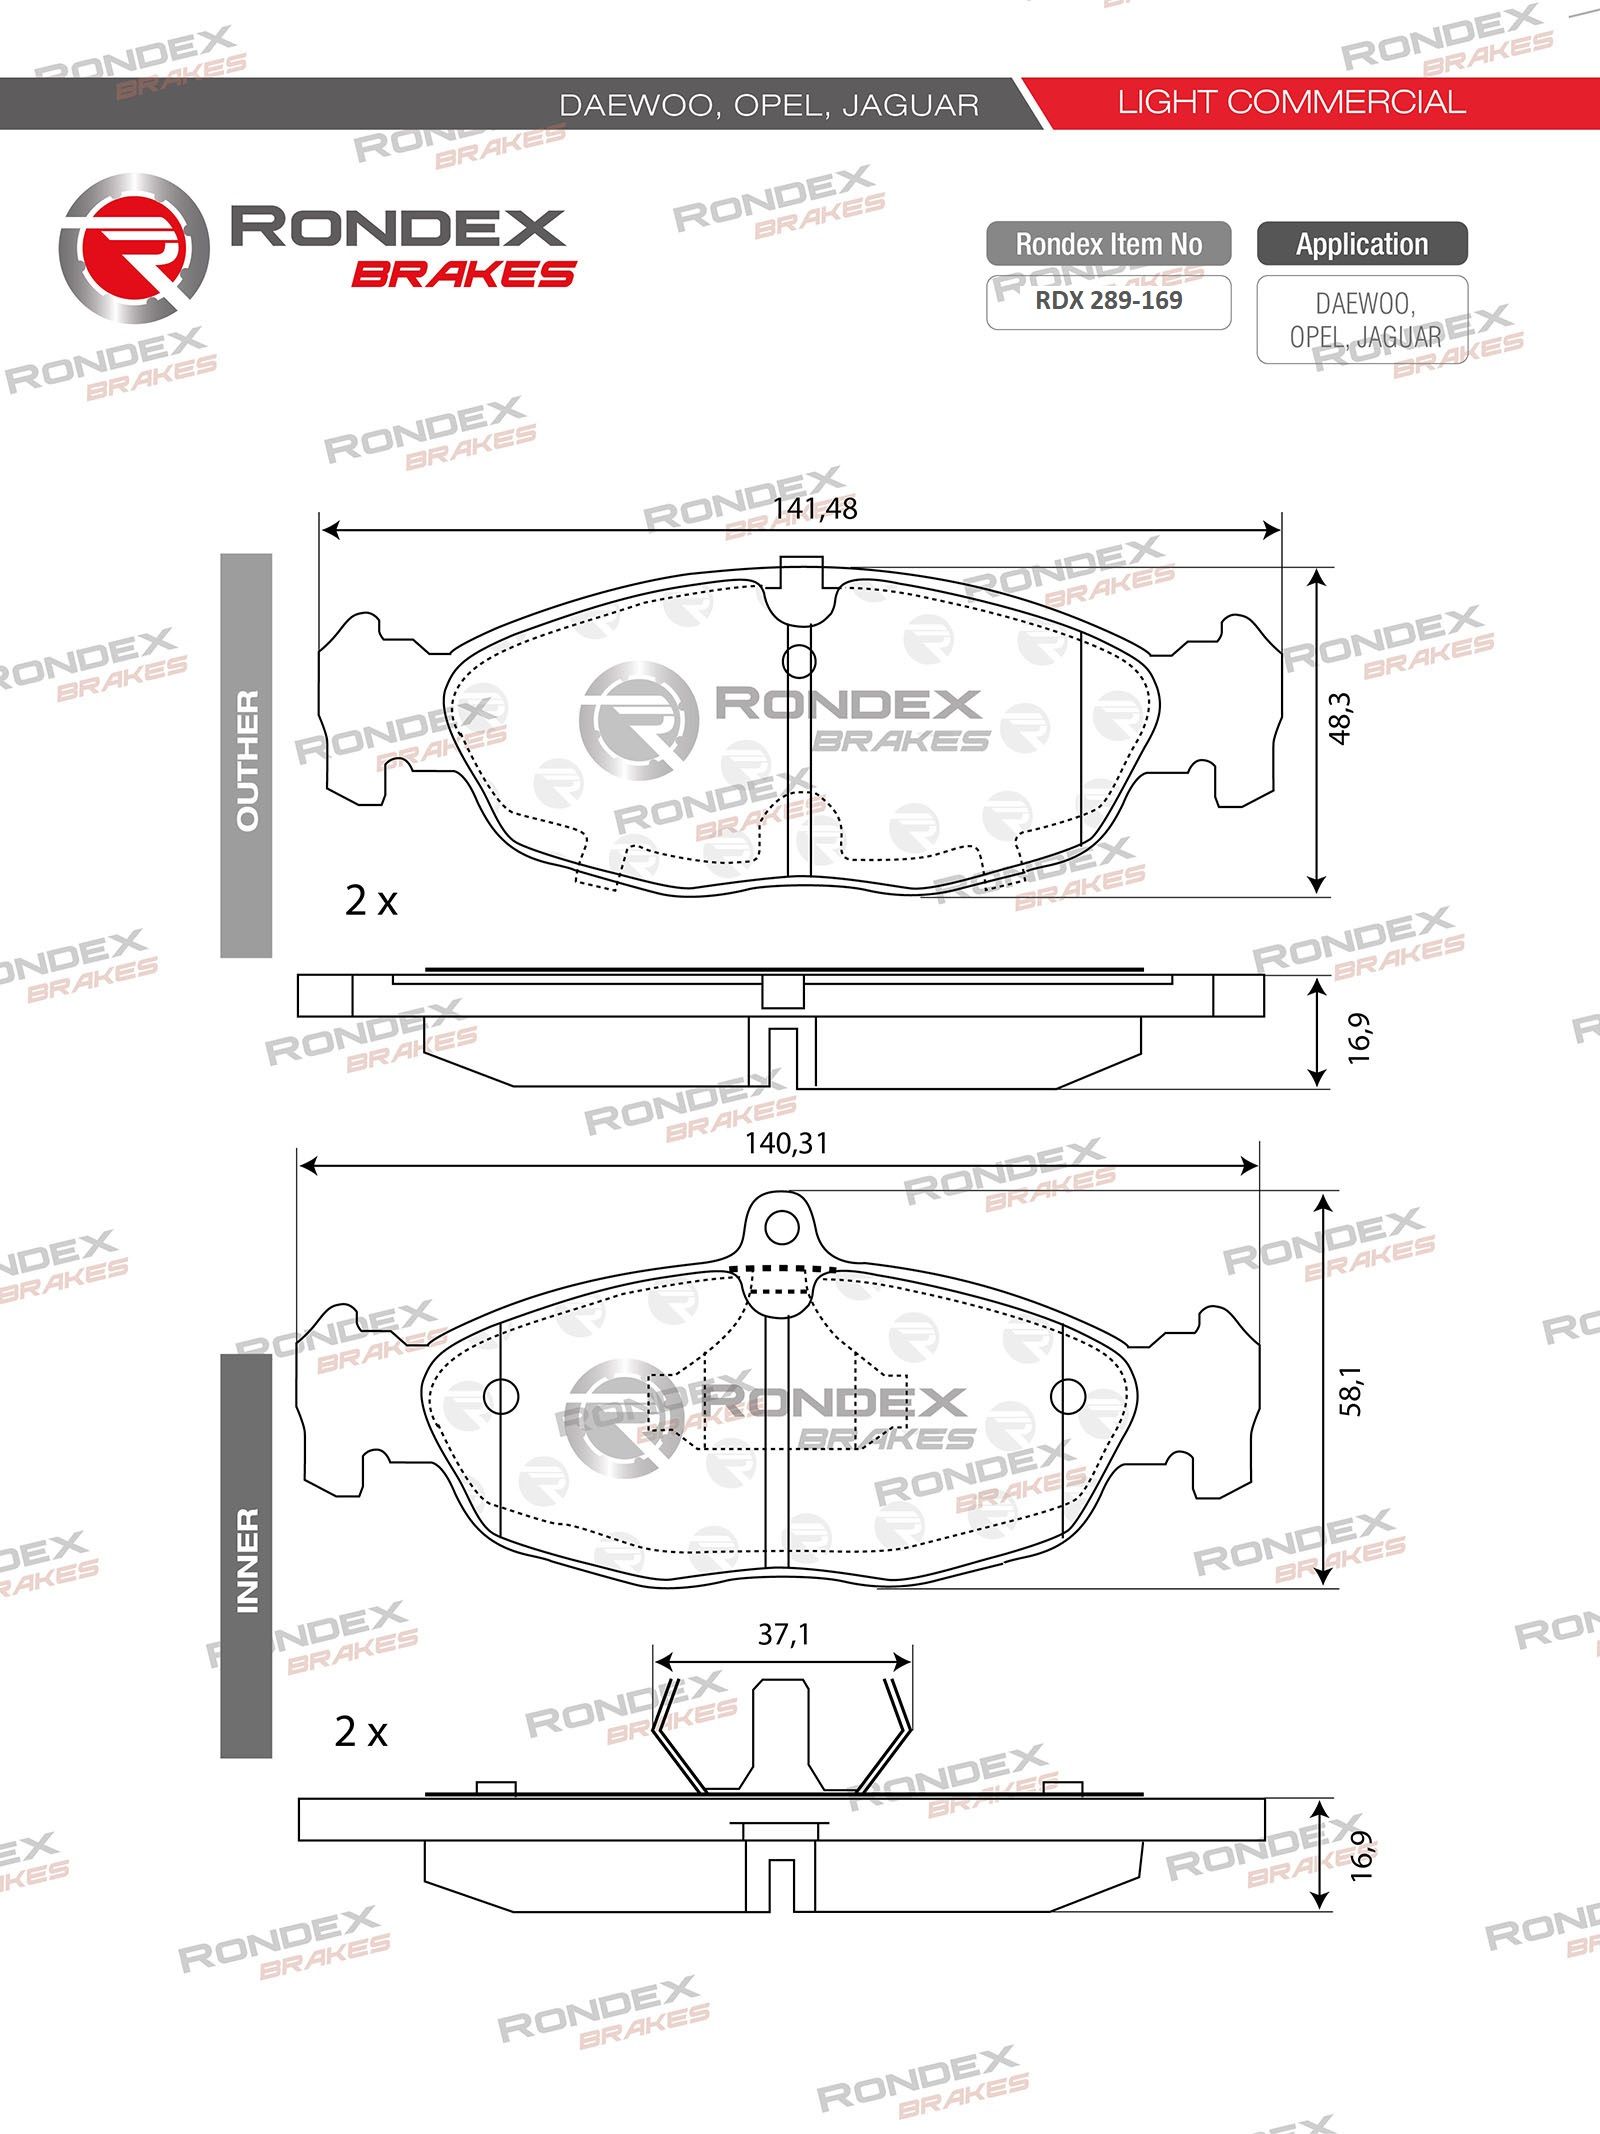 DAEWOO, OPEL, JAGUAR
LIGHT COMMERCIAL
RONDEX
BRAKES
Rondex Item No
RDX 289-169
Application
DAEWOO,
OPEL, JAGUAR
OUTHER
141,48
48,3
RONDEX
BRAKES
2 x
16,9
INNER
140,31
58,1
RONDEX
BRAKES
37,1
2 x
16,9